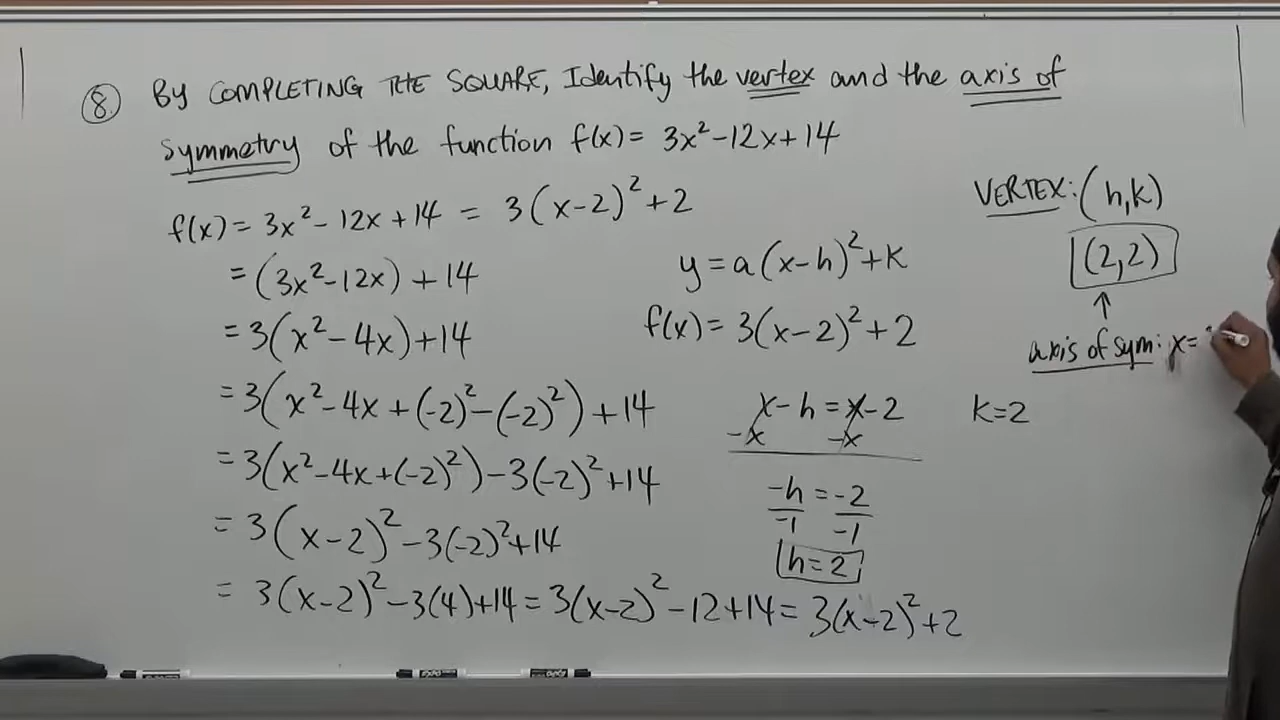 8. By COMPLETING THE SQUARE, Identify the vertex and the axis of
symmetry of the function f(x) = 3x² - 12x + 14
f(x) = 3x² - 12x + 14 = 3(x-2)² + 2
= (3x² - 12x) + 14
= 3(x² - 4x) + 14
= 3(x² - 4x + (-2)² - (-2)²) + 14
= 3(x² - 4x + (-2)²) - 3(-2)² + 14
= 3(x-2)² - 3(-2)² + 14
= 3(x-2)² - 3(4) + 14 = 3(x-2)² - 12 + 14 = 3(x-2)² + 2
y = a(x-h)² + k
f(x) = 3(x-2)² + 2
x - h = x - 2
-x -x
-h = -2
-1 -1
h = 2
k = 2
VERTEX: (h,k)
(2,2)
↑
axis of sym: x=